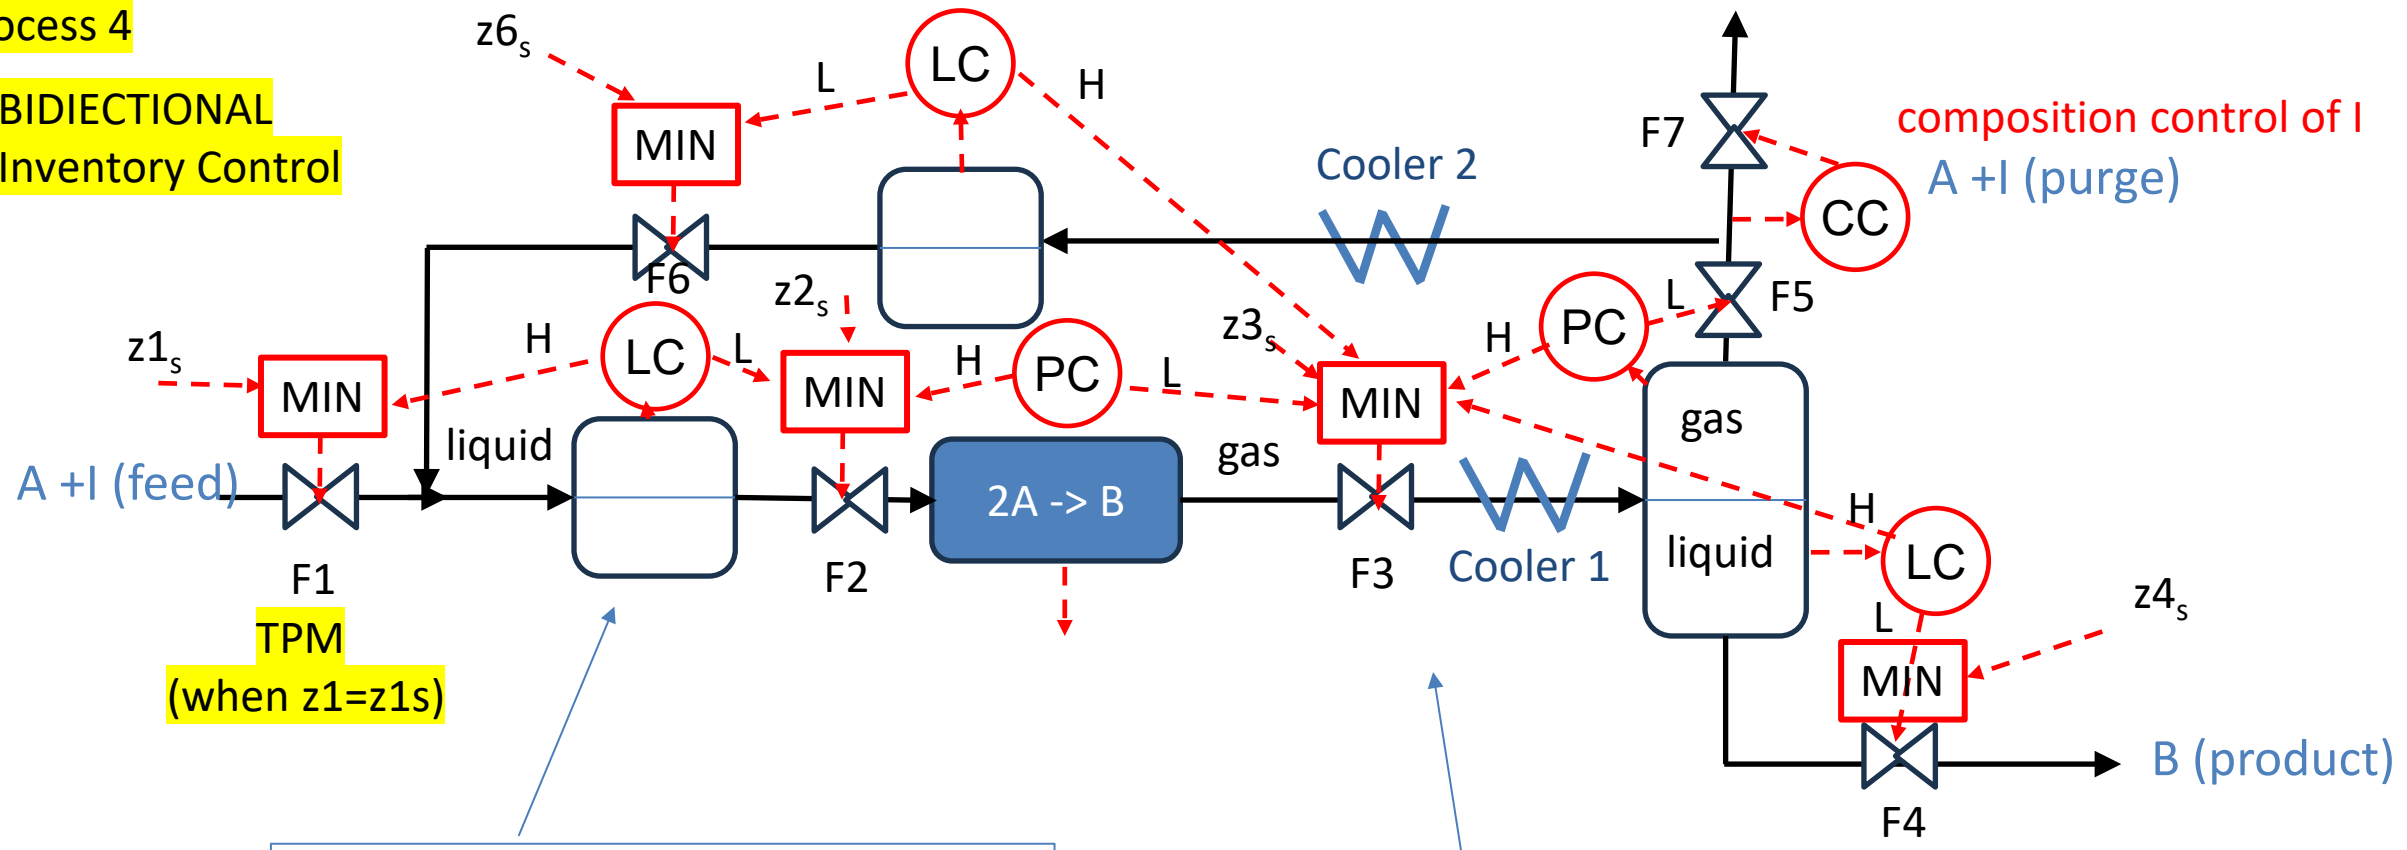 ocess 4
BIDIECTIONAL
Inventory Control
z6s
MIN
L
LC
H
F6
Cooler 2
F7
composition control of I
A +I (purge)
CC
z1s
MIN
H
LC
L
z2s
MIN
H
PC
L
z3s
MIN
H
PC
L
F5
A +I (feed)
liquid
F1
TPM
(when z1=z1s)
F2
2A -> B
gas
F3
Cooler 1
gas
liquid
H
LC
L
MIN
z4s
F4
B (product)